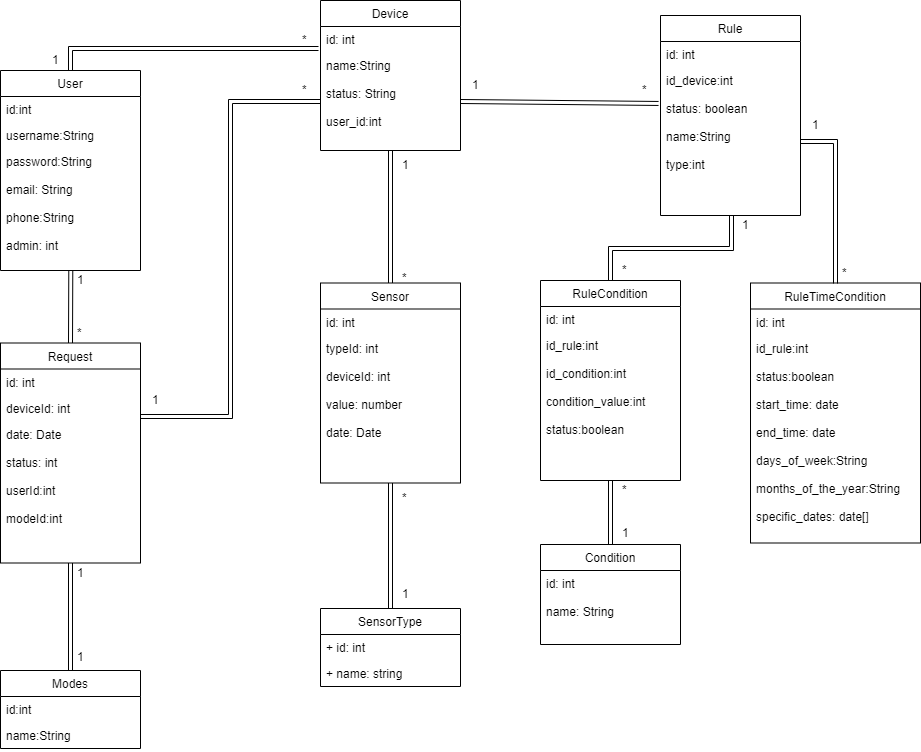 Device
id: int
name:String
status: String
user_id:int
Rule
id: int
id_device:int
status: boolean
name:String
type:int
User
id:int
username:String
password:String
email: String
phone:String
admin: int
1
*
*
1
*
1
1
*
1
*
1
*
1
*
Request
id: int
deviceId: int
date: Date
status: int
userId:int
modeId:int
1
Sensor
id: int
typeId: int
deviceId: int
value: number
date: Date
RuleCondition
id: int
id_rule:int
id_condition:int
condition_value:int
status:boolean
RuleTimeCondition
id: int
id_rule:int
status:boolean
start_time: date
end_time: date
days_of_week:String
months_of_the_year:String
specific_dates: date[]
*
1
*
1
Condition
id: int
name: String
SensorType
+ id: int
+ name: string
1
1
Modes
id:int
name:String